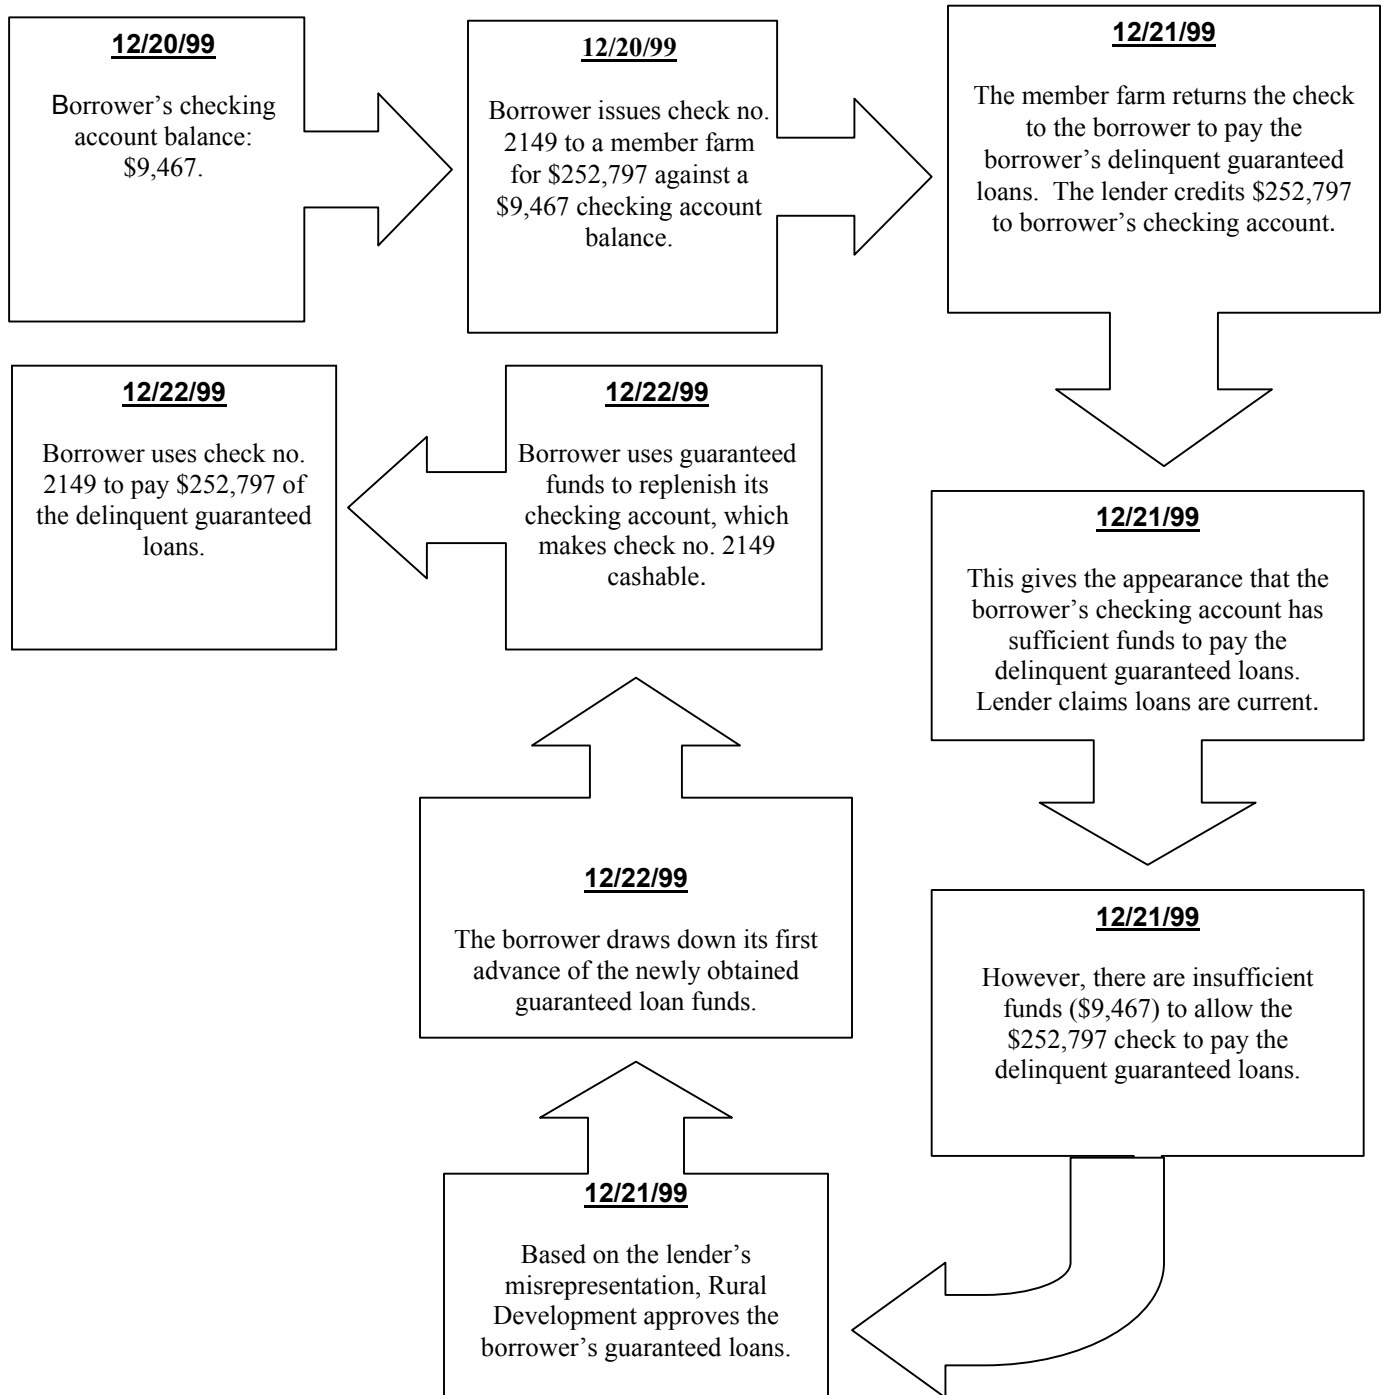 12/20/99
Borrower’s checking
account balance:
$9,467.
12/20/99
Borrower issues check no.
2149 to a member farm
for $252,797 against a
$9,467 checking account
balance.
12/21/99
The member farm returns the check
to the borrower to pay the
borrower’s delinquent guaranteed
loans.  The lender credits $252,797
to borrower’s checking account.
12/21/99
This gives the appearance that the
borrower’s checking account has
sufficient funds to pay the
delinquent guaranteed loans.
Lender claims loans are current.
12/21/99
However, there are insufficient
funds ($9,467) to allow the
$252,797 check to pay the
delinquent guaranteed loans.
12/21/99
Based on the lender’s
misrepresentation, Rural
Development approves the
borrower’s guaranteed loans.
12/22/99
The borrower draws down its first
advance of the newly obtained
guaranteed loan funds.
12/22/99
Borrower uses guaranteed
funds to replenish its
checking account, which
makes check no. 2149
cashable.
12/22/99
Borrower uses check no.
2149 to pay $252,797 of
the delinquent guaranteed
loans.